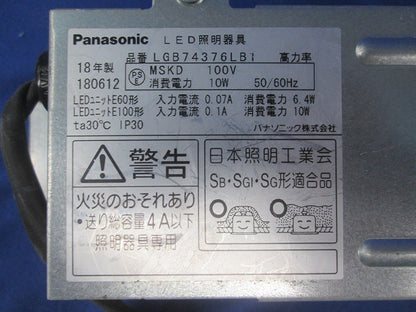 Panasonic LED照明器具
品番 LGB74376LB1 高力率
18年製 PSE MSKD 100V
180612 消費電力 10W 50/60Hz
LEDユニットE60形 入力電流 0.07A 消費電力 6.4W
LEDユニットE100形 入力電流 0.1A 消費電力 10W
ta30℃ IP30 パナソニック株式会社
警告
火災のおそれあり
・送り総容量4A以下
照明器具専用
日本照明工業会
SB・SGI・SG形適合品